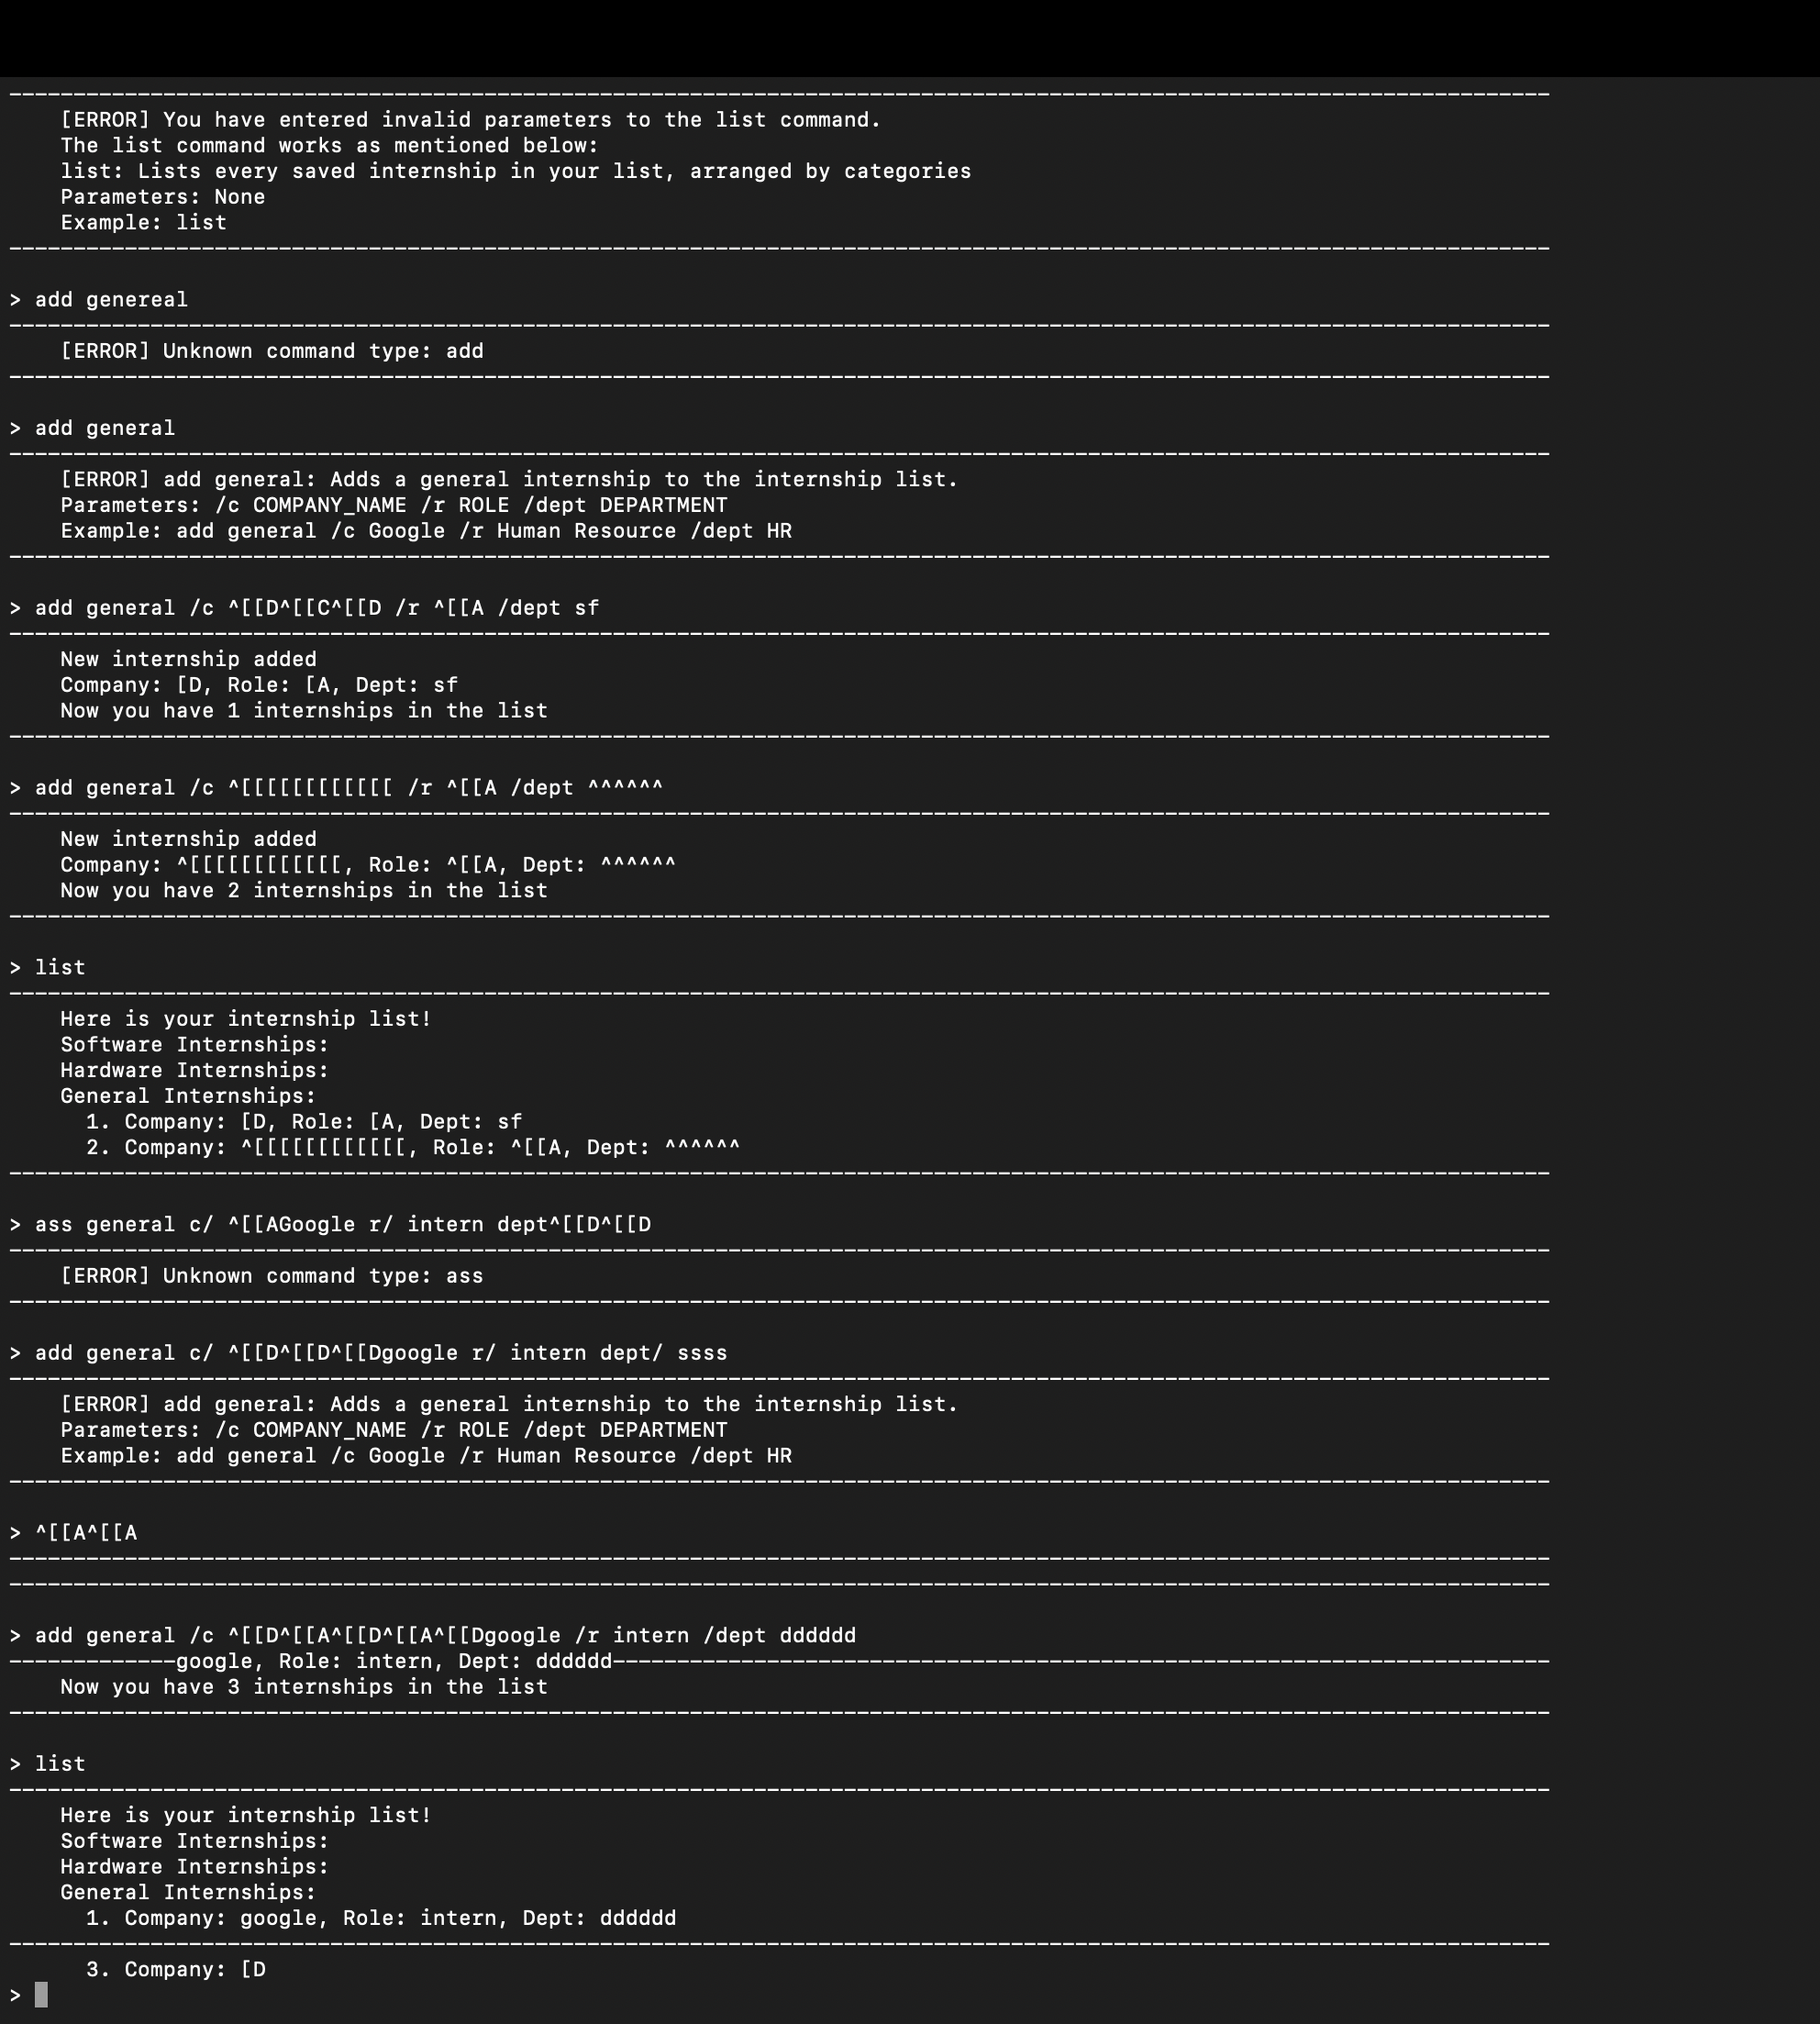 ------------------------------------------------------------------------------------------------------------------------
[ERROR] You have entered invalid parameters to the list command.
The list command works as mentioned below:
list: Lists every saved internship in your list, arranged by categories
Parameters: None
Example: list
------------------------------------------------------------------------------------------------------------------------
> add genereal
------------------------------------------------------------------------------------------------------------------------
[ERROR] Unknown command type: add
------------------------------------------------------------------------------------------------------------------------
> add general
------------------------------------------------------------------------------------------------------------------------
[ERROR] add general: Adds a general internship to the internship list.
Parameters: /c COMPANY_NAME /r ROLE /dept DEPARTMENT
Example: add general /c Google /r Human Resource /dept HR
------------------------------------------------------------------------------------------------------------------------
> add general /c ^[[D^[[C^[[D /r ^[[A /dept sf
------------------------------------------------------------------------------------------------------------------------
New internship added
Company: [D, Role: [A, Dept: sf
Now you have 1 internships in the list
------------------------------------------------------------------------------------------------------------------------
> add general /c ^[[[[[[[[[[[[ /r ^[[A /dept ^^^^^^
------------------------------------------------------------------------------------------------------------------------
New internship added
Company: ^[[[[[[[[[[[[, Role: ^[[A, Dept: ^^^^^^
Now you have 2 internships in the list
------------------------------------------------------------------------------------------------------------------------
> list
------------------------------------------------------------------------------------------------------------------------
Here is your internship list!
Software Internships:
Hardware Internships:
General Internships:
1. Company: [D, Role: [A, Dept: sf
2. Company: ^[[[[[[[[[[[[, Role: ^[[A, Dept: ^^^^^^
------------------------------------------------------------------------------------------------------------------------
> ass general c/ ^[[AGoogle r/ intern dept^[[D^[[D
------------------------------------------------------------------------------------------------------------------------
[ERROR] Unknown command type: ass
------------------------------------------------------------------------------------------------------------------------
> add general c/ ^[[D^[[D^[[Dgoogle r/ intern dept/ ssss
------------------------------------------------------------------------------------------------------------------------
[ERROR] add general: Adds a general internship to the internship list.
Parameters: /c COMPANY_NAME /r ROLE /dept DEPARTMENT
Example: add general /c Google /r Human Resource /dept HR
------------------------------------------------------------------------------------------------------------------------
> ^[[A^[[A
------------------------------------------------------------------------------------------------------------------------
------------------------------------------------------------------------------------------------------------------------
> add general /c ^[[D^[[A^[[D^[[A^[[Dgoogle /r intern /dept dddddd
-------------google, Role: intern, Dept: dddddd-------------------------------------------------------------------------
Now you have 3 internships in the list
------------------------------------------------------------------------------------------------------------------------
> list
------------------------------------------------------------------------------------------------------------------------
Here is your internship list!
Software Internships:
Hardware Internships:
General Internships:
1. Company: google, Role: intern, Dept: dddddd
------------------------------------------------------------------------------------------------------------------------
3. Company: [D
>